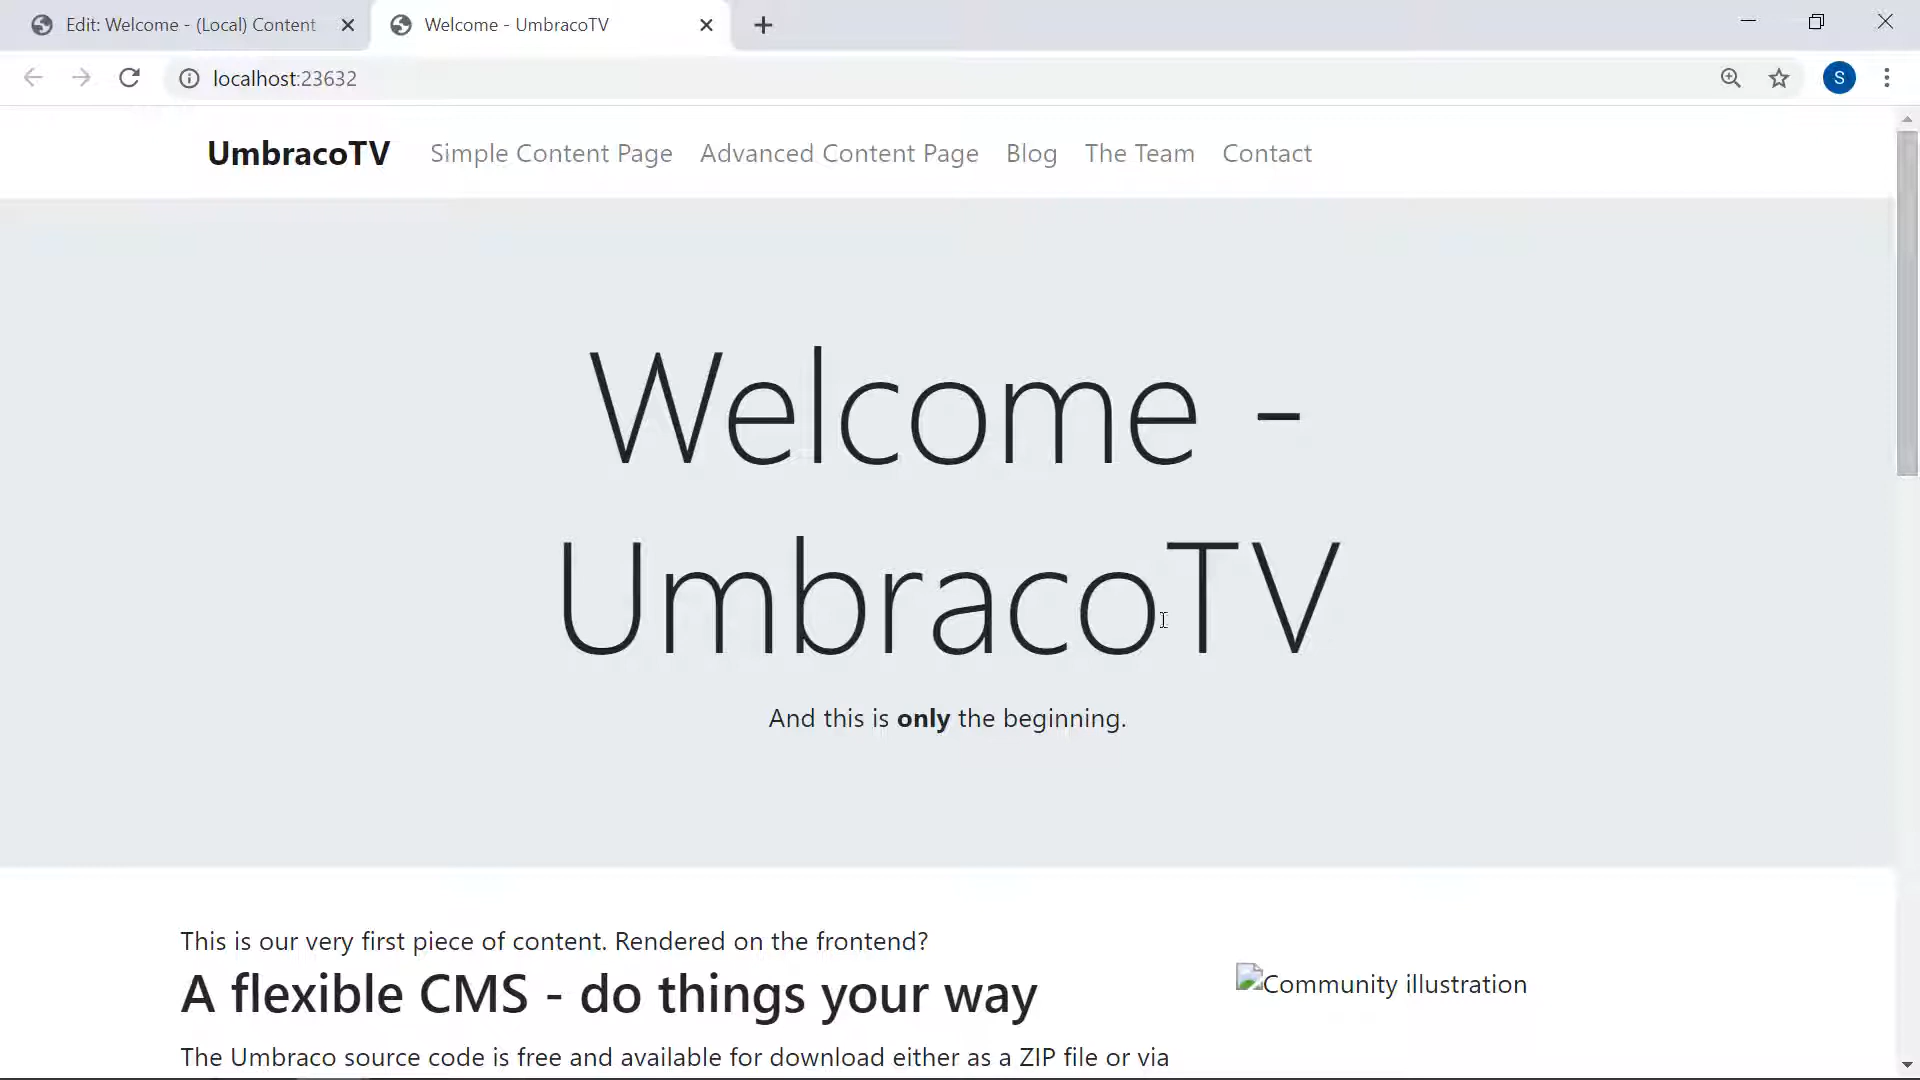 Edit: Welcome - (Local) Content
Welcome - UmbracoTV
localhost:23632
S
UmbracoTV Simple Content Page Advanced Content Page Blog The Team Contact
Welcome -
UmbracoTV
And this is only the beginning.
This is our very first piece of content. Rendered on the frontend?
A flexible CMS - do things your way
Community illustration
The Umbraco source code is free and available for download either as a ZIP file or via